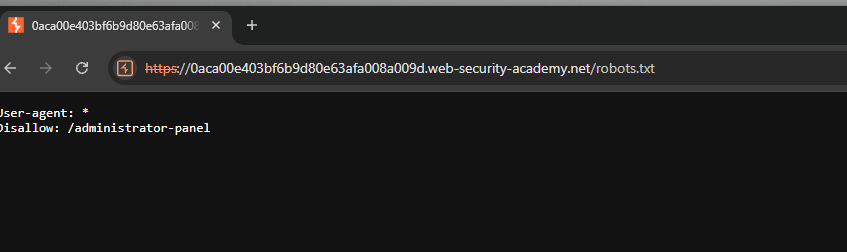 0aca00e403bf6b9d80e63afa008
https://0aca00e403bf6b9d80e63afa008a009d.web-security-academy.net/robots.txt
User-agent: *
Disallow: /administrator-panel